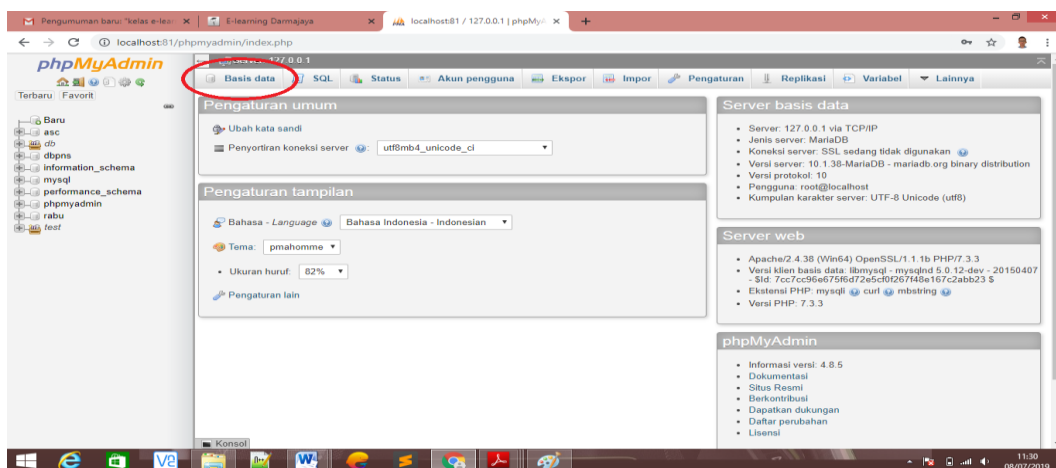 Pengumuman baru: "kelas e-lear
E-learning Darmajaya
localhost:81 / 127.0.0.1 | phpMyA
localhost:81/phpmyadmin/index.php
phpMyAdmin
Terbaru Favorit
Baru
asc
db
dbpns
information_schema
mysql
performance_schema
phpmyadmin
rabu
test
127.0.0.1
Basis data
SQL
Status
Akun pengguna
Ekspor
Impor
Pengaturan
Replikasi
Variabel
Lainnya
Pengaturan umum
Ubah kata sandi
Penyortiran koneksi server : utf8mb4_unicode_ci
Pengaturan tampilan
Bahasa - Language Bahasa Indonesia - Indonesian
Tema: pmahomme
• Ukuran huruf: 82%
Pengaturan lain
Server basis data
• Server: 127.0.0.1 via TCP/IP
• Jenis server: MariaDB
• Koneksi server: SSL sedang tidak digunakan
• Versi server: 10.1.38-MariaDB - mariadb.org binary distribution
• Versi protokol: 10
• Pengguna: root@localhost
• Kumpulan karakter server: UTF-8 Unicode (utf8)
Server web
• Apache/2.4.38 (Win64) OpenSSL/1.1.1b PHP/7.3.3
• Versi klien basis data: libmysql - mysqlnd 5.0.12-dev - 20150407
- $Id: 7cc7cc96e675f6d72e5cf0f267f48e167c2abb23 $
• Ekstensi PHP: mysqli curl mbstring
• Versi PHP: 7.3.3
phpMyAdmin
• Informasi versi: 4.8.5
• Dokumentasi
• Situs Resmi
• Berkontribusi
• Dapatkan dukungan
• Daftar perubahan
• Lisensi
Konsol
11:30
08/07/2019